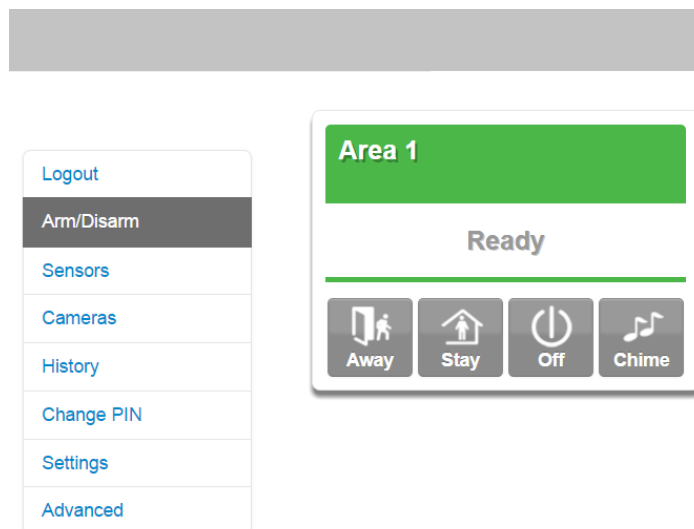 Logout
Arm/Disarm
Sensors
Cameras
History
Change PIN
Settings
Advanced
Area 1
Ready
Away Stay Off Chime